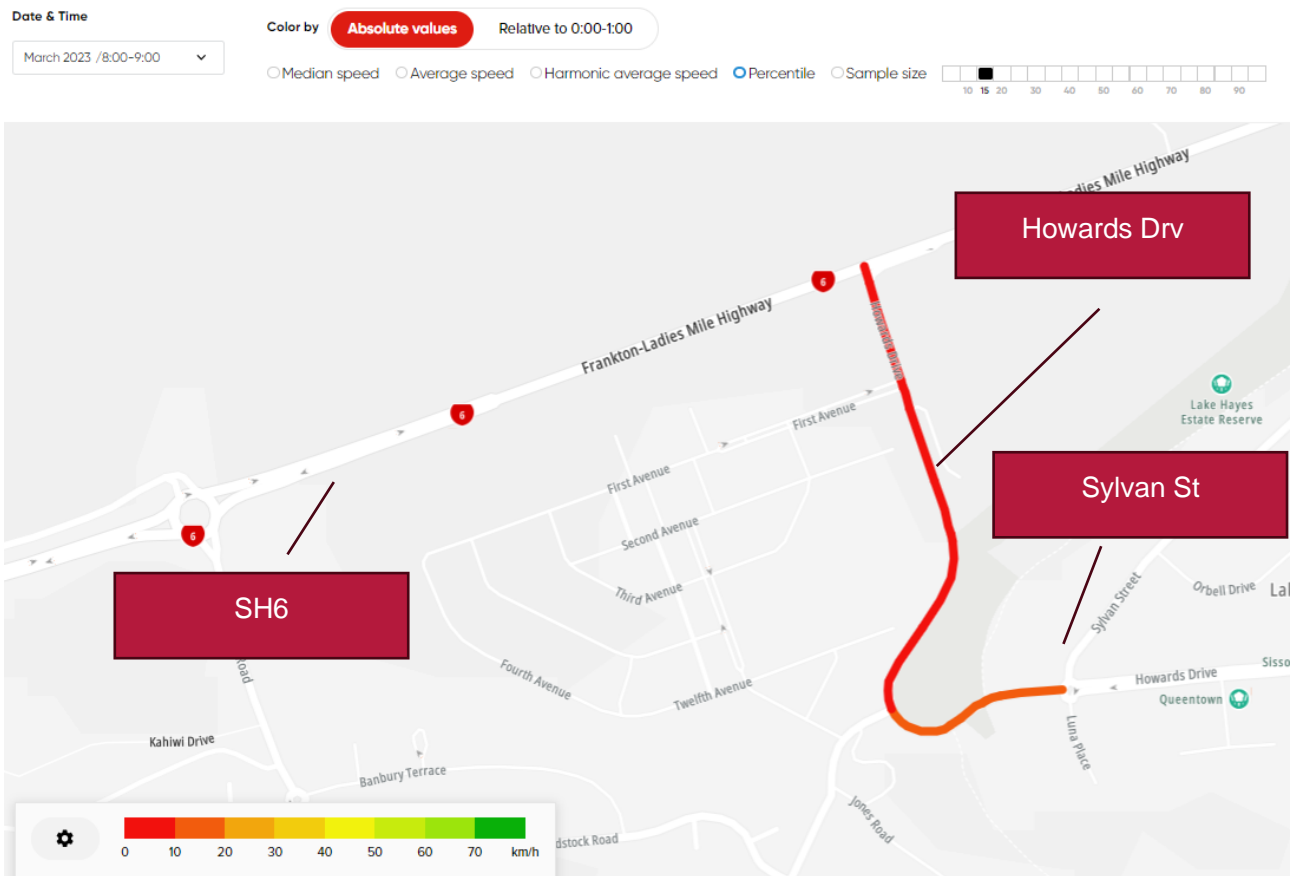 Date & Time
March 2023 /8:00-9:00
Color by
Absolute values
Relative to 0:00-1:00
Median speed
Average speed
Harmonic average speed
Percentile
Sample size
10 15 20 30 40 50 60 70 80 90
adies Mile Highway
Howards Drv
6
Howards Drive
Frankton-Ladies Mile Highway
Lake Hayes
Estate Reserve
6
First Avenue
First Avenue
Sylvan St
Second Avenue
6
Third Avenue
Sylvan Street
Orbell Drive
Lal
SH6
Road
Fourth Avenue
Twelfth Avenue
Howards Drive
Sisso
Queentown
Luna Place
Kahiwi Drive
Banbury Terrace
Jones Road
dstock Road
0 10 20 30 40 50 60 70 km/h